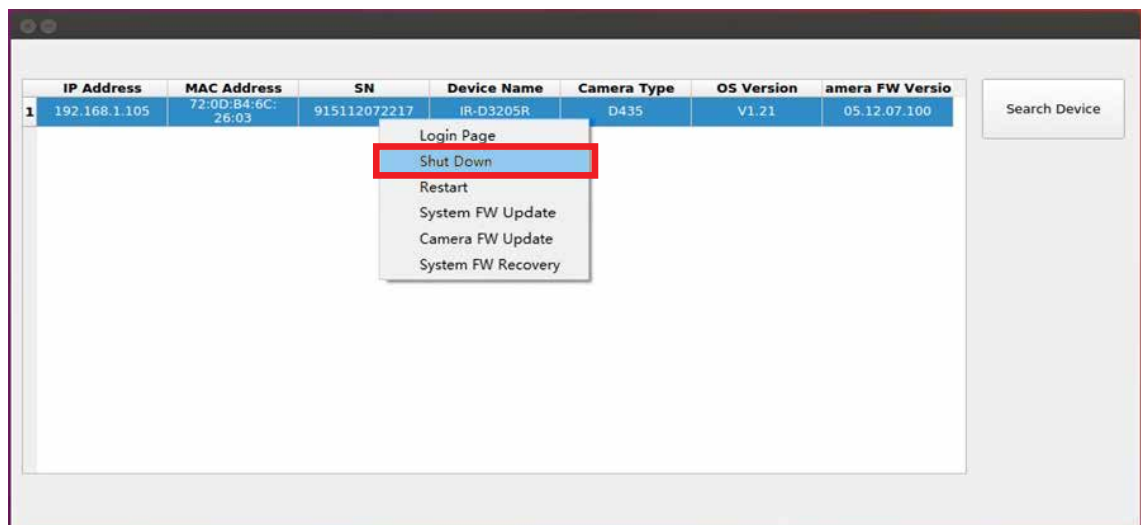 IP Address MAC Address SN Device Name Camera Type OS Version amera FW Versio
1 192.168.1.105 72:0D:B4:6C: 915112072217 IR-D3205R D435 V1.21 05.12.07.100
26:03
Search Device
Login Page
Shut Down
Restart
System FW Update
Camera FW Update
System FW Recovery